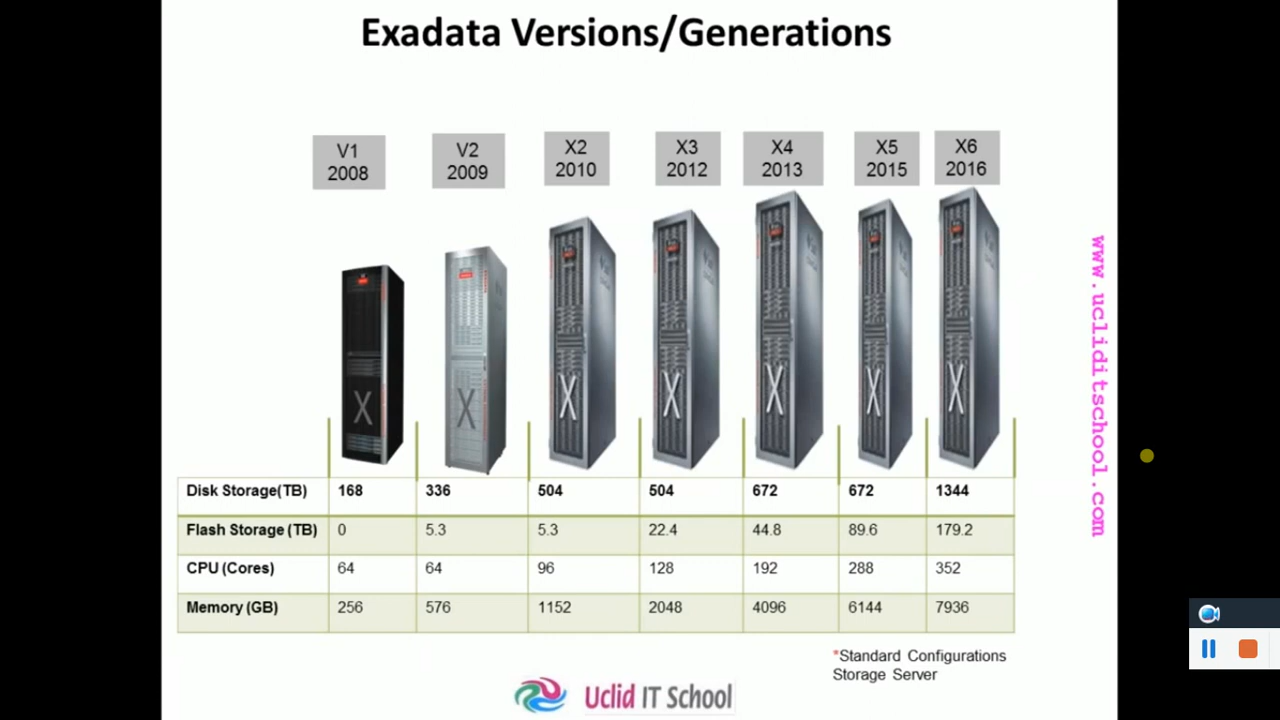 Exadata Versions/Generations
V1
2008
V2
2009
X2
2010
X3
2012
X4
2013
X5
2015
X6
2016
Disk Storage(TB) 168 336 504 504 672 672 1344
Flash Storage (TB) 0 5.3 5.3 22.4 44.8 89.6 179.2
CPU (Cores) 64 64 96 128 192 288 352
Memory (GB) 256 576 1152 2048 4096 6144 7936
*Standard Configurations
Storage Server
Uclid IT School
www.ucliditschool.com